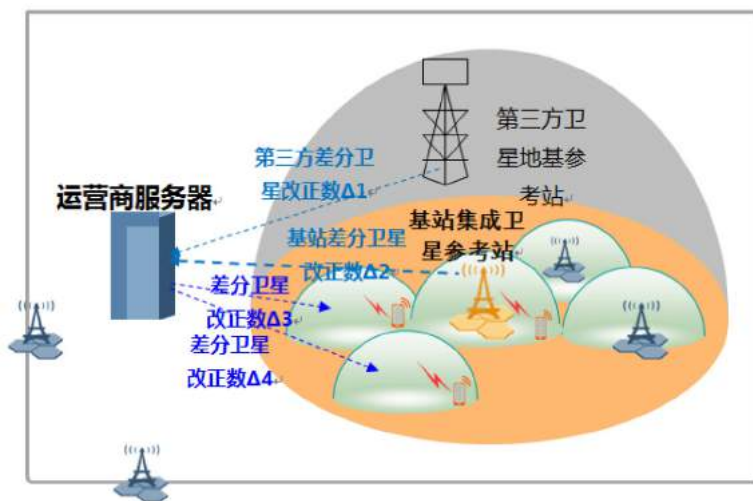 第三方卫
星地基参
考站
第三方差分卫
星改正数Δ1
运营商服务器
基站集成卫
星参考站
基站差分卫星
改正数Δ2
差分卫星
改正数Δ3
差分卫星
改正数Δ4